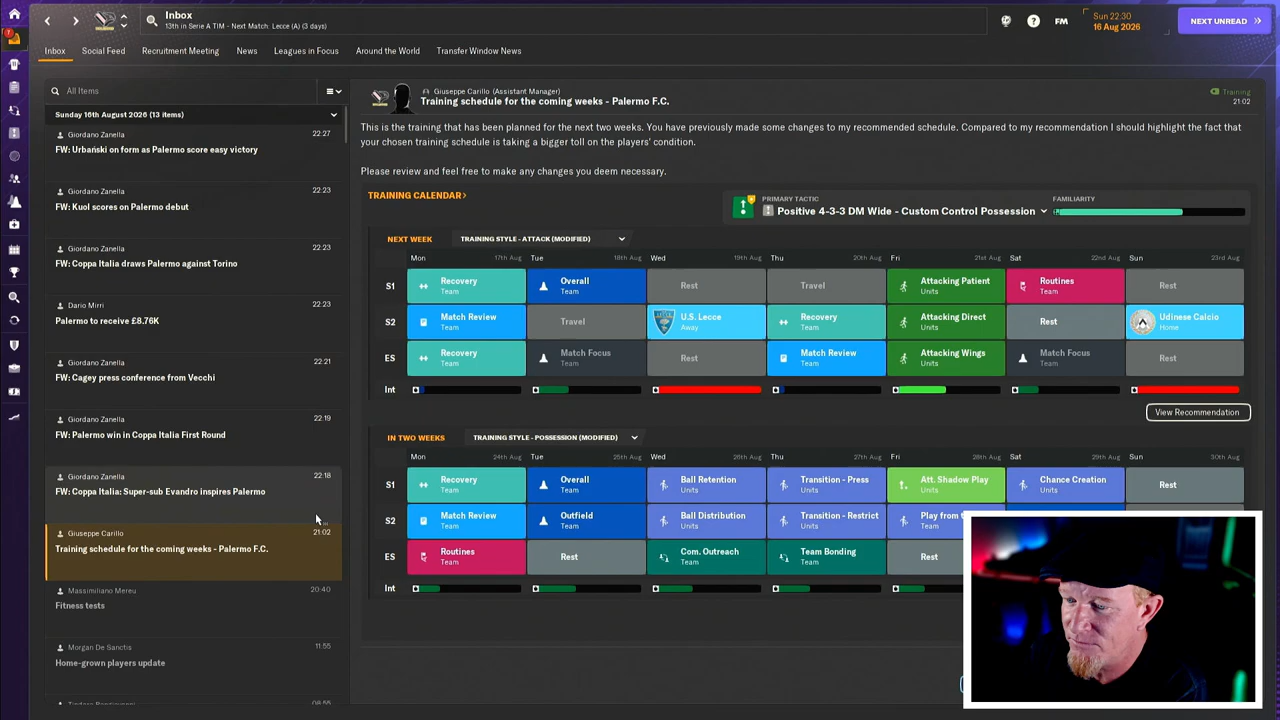 Inbox
13th in Serie A TIM - Next Match: Lecce (A) (3 days)
FM
Sun 22:30
16 Aug 2026
NEXT UNREAD
Inbox
Social Feed
Recruitment Meeting
News
Leagues in Focus
Around the World
Transfer Window News
All Items
Sunday 16th August 2026 (13 items)
Giordano Zanella 22:27
FW: Urbański on form as Palermo score easy victory
Giordano Zanella 22:23
FW: Kuol scores on Palermo debut
Giordano Zanella 22:23
FW: Coppa Italia draws Palermo against Torino
Dario Mirri 22:23
Palermo to receive £8.76K
Giordano Zanella 22:21
FW: Cagey press conference from Vecchi
Giordano Zanella 22:19
FW: Palermo win in Coppa Italia First Round
Giordano Zanella 22:18
FW: Coppa Italia: Super-sub Evandro inspires Palermo
Giuseppe Carillo 21:02
Training schedule for the coming weeks - Palermo F.C.
Massimiliano Mereu 20:40
Fitness tests
Morgan De Sanctis 11:55
Home-grown players update
Giuseppe Carillo (Assistant Manager)
Training schedule for the coming weeks - Palermo F.C.
Training
21:02
This is the training that has been planned for the next two weeks. You have previously made some changes to my recommended schedule. Compared to my recommendation I should highlight the fact that
your chosen training schedule is taking a bigger toll on the players' condition.
Please review and feel free to make any changes you deem necessary.
TRAINING CALENDAR
PRIMARY TACTIC
Positive 4-3-3 DM Wide - Custom Control Possession
FAMILIARITY
NEXT WEEK
TRAINING STYLE - ATTACK (MODIFIED)
Mon 17th Aug Tue 18th Aug Wed 19th Aug Thu 20th Aug Fri 21st Aug Sat 22nd Aug Sun 23rd Aug
S1 Recovery Overall Rest Travel Attacking Patient Routines Rest
Team Team Units Team
S2 Match Review Travel U.S. Lecce Recovery Attacking Direct Rest Udinese Calcio
Team Away Team Units Home
ES Recovery Match Focus Rest Match Review Attacking Wings Match Focus Rest
Team Team Team Units Team
Int
View Recommendation
IN TWO WEEKS
TRAINING STYLE - POSSESSION (MODIFIED)
Mon 24th Aug Tue 25th Aug Wed 26th Aug Thu 27th Aug Fri 28th Aug Sat 29th Aug Sun 30th Aug
S1 Recovery Overall Ball Retention Transition - Press Att. Shadow Play Chance Creation Rest
Team Team Units Units Units Units
S2 Match Review Outfield Ball Distribution Transition - Restrict Play from
Team Team Units Units Team
ES Routines Rest Com. Outreach Team Bonding Rest
Team Team Team
Int